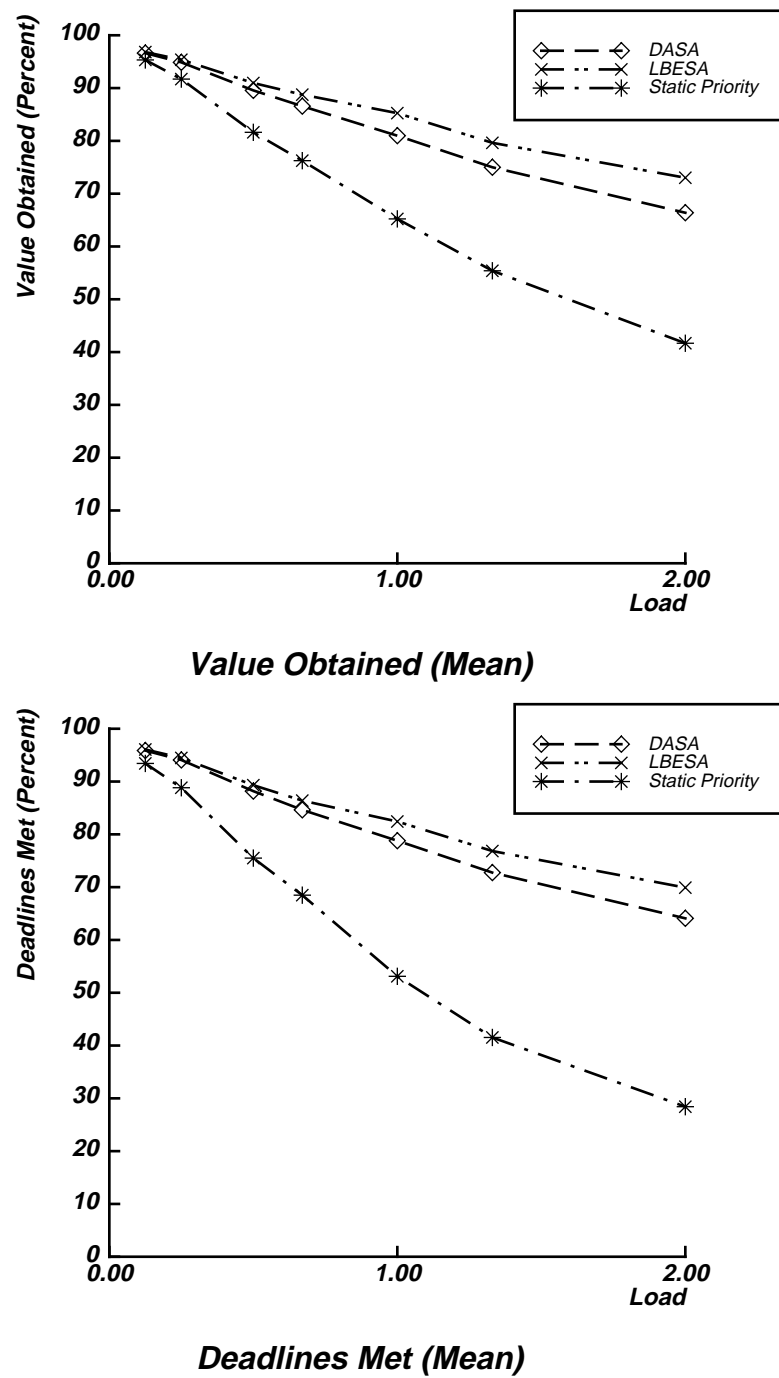 Value Obtained (Percent)
100
90
80
70
60
50
40
30
20
10
0
DASA
LBESA
Static Priority
0.00
1.00
2.00
Load
Value Obtained (Mean)
Deadlines Met (Percent)
100
90
80
70
60
50
40
30
20
10
0
DASA
LBESA
Static Priority
0.00
1.00
2.00
Load
Deadlines Met (Mean)